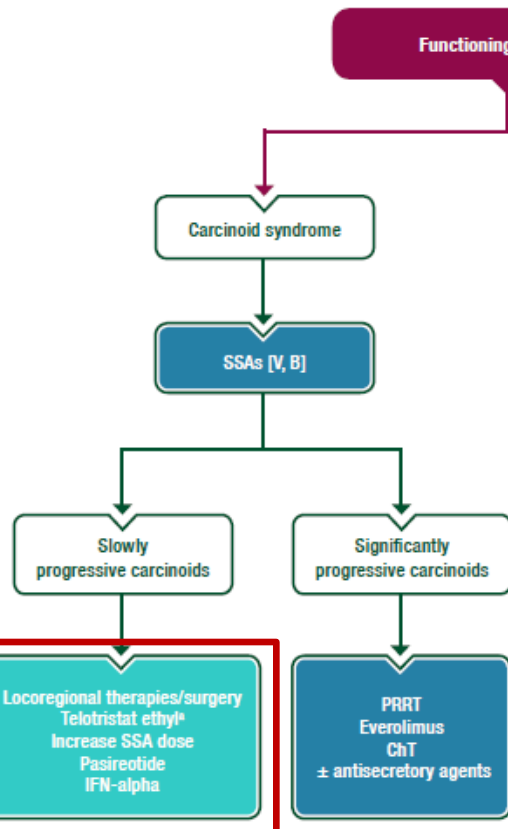 Functioning
Carcinoid syndrome
SSAs [V, B]
Slowly
progressive carcinoids
Significantly
progressive carcinoids
Locoregional therapies/surgery
Telotristat ethylᵃ
Increase SSA dose
Pasireotide
IFN-alpha
PRRT
Everolimus
ChT
± antisecretory agents